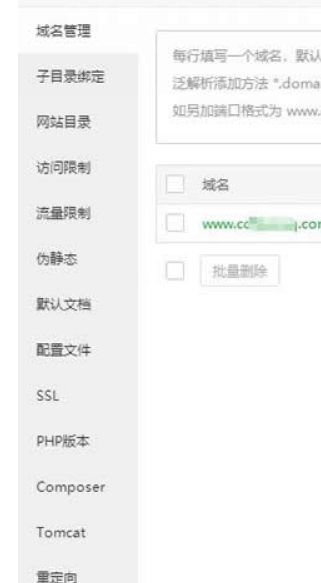 域名管理
子目录绑定
网站目录
访问限制
流量限制
伪静态
默认文档
配置文件
SSL
PHP版本
Composer
Tomcat
重定向
每行填写一个域名，默认
泛解析添加方法 *.doma
如另加端口格式为 www.
域名
www.c
.co
批量删除